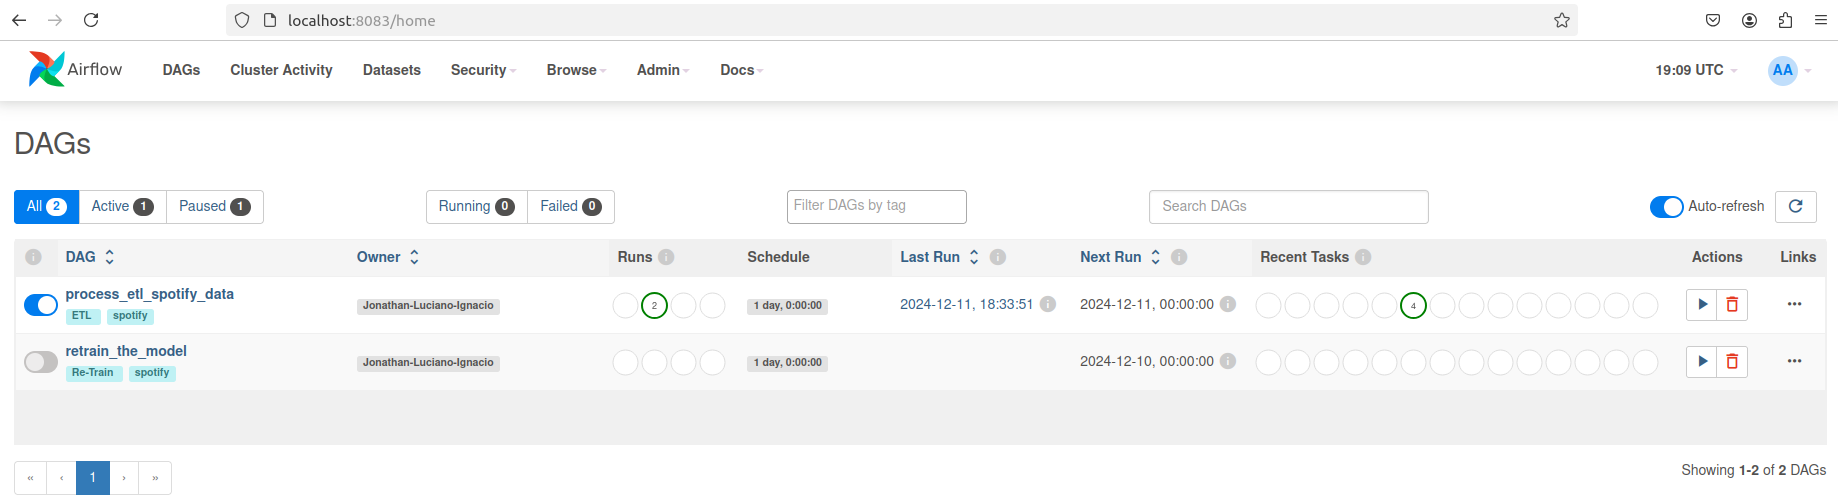 localhost:8083/home
Airflow DAGs Cluster Activity Datasets Security Browse Admin Docs 19:09 UTC AA
DAGs
All 2 Active 1 Paused 1 Running 0 Failed 0 Filter DAGs by tag Search DAGs Auto-refresh
i DAG Owner Runs i Schedule Last Run i Next Run i Recent Tasks i Actions Links
process_etl_spotify_data
Jonathan-Luciano-Ignacio 2 1 day, 0:00:00 2024-12-11, 18:33:51 i 2024-12-11, 00:00:00 i 4 ...
ETL spotify
retrain_the_model
Jonathan-Luciano-Ignacio 1 day, 0:00:00 2024-12-10, 00:00:00 i ...
Re-Train spotify
« ‹ 1 › » Showing 1-2 of 2 DAGs